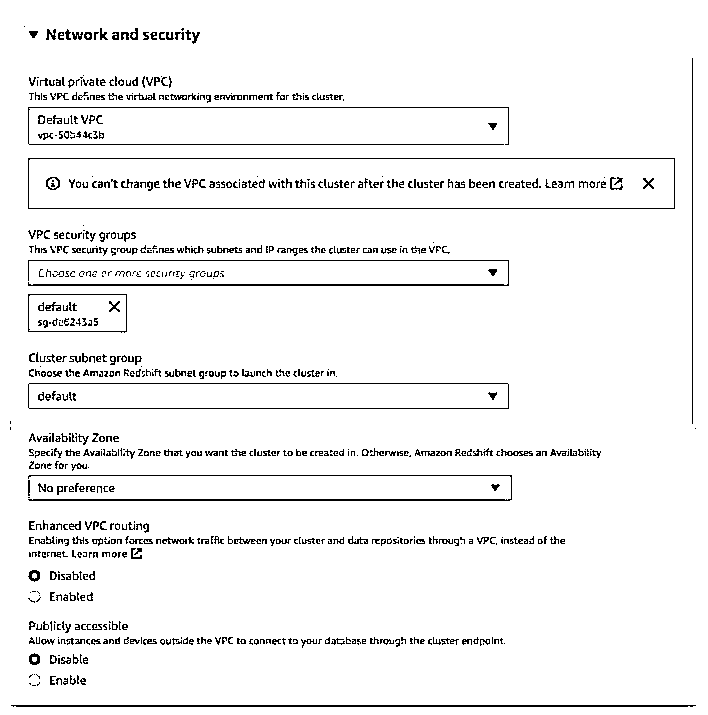 Network and security
Virtual private cloud (VPC)
This VPC defines the virtual networking environment for this cluster.
Default VPC
You can't change the VPC associated with this cluster after the cluster has been created. Learn more
VPC security groups
This VPC security group defines which subnets and IP ranges the cluster can use in the VPC.
Choose one or more security groups
default
Cluster subnet group
Choose the Amazon Redshift subnet group to launch the cluster in.
default
Availability Zone
Specify the Availability Zone that you want the cluster to be created in. Otherwise, Amazon Redshift chooses an Availability
Zone for you.
No preference
Enhanced VPC routing
Enabling this option forces network traffic between your cluster and data repositories through a VPC, instead of the
internet. Learn more
Disabled
Enabled
Publicly accessible
Allow instances and devices outside the VPC to connect to your database through the cluster endpoint.
Disable
Enable